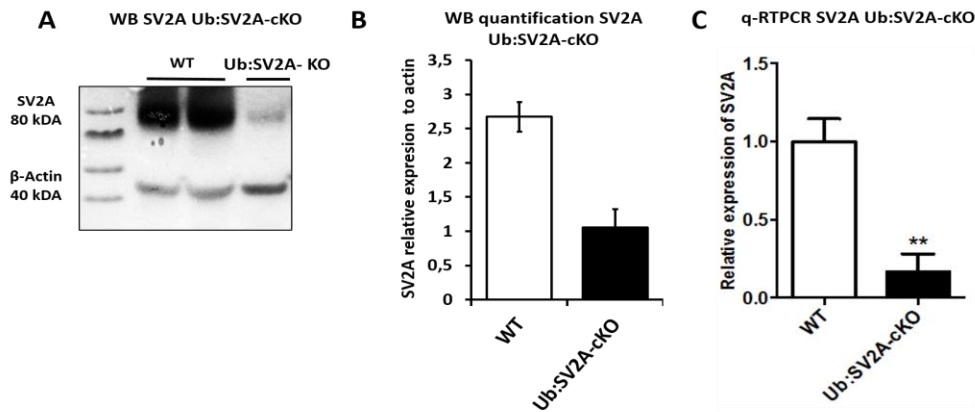 A
WB SV2A Ub:SV2A-cKO
WT
Ub:SV2A- KO
SV2A
80 kDA
β-Actin
40 kDA
B
WB quantification SV2A
Ub:SV2A-cKO
SV2A relative expresion to actin
3
2,5
2
1,5
1
0,5
0
WT
Ub:SV2A-cKO
C
q-RTPCR SV2A Ub:SV2A-cKO
Relative expression of SV2A
1.5
1.0
0.5
0.0
**
WT
Ub:SV2A-cKO